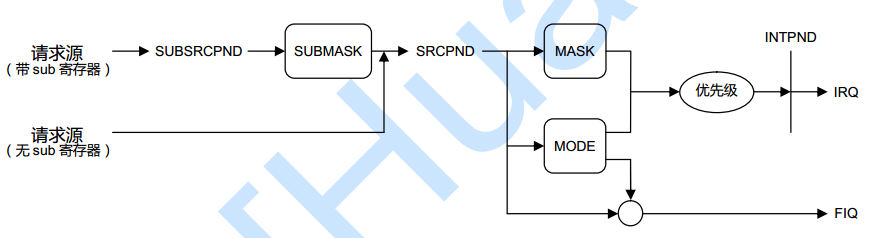 请求源
（带 sub 寄存器）
SUBSRCPND
SUBMASK
SRCPND
MASK
INTPND
优先级
IRQ
请求源
（无 sub 寄存器）
MODE
FIQ